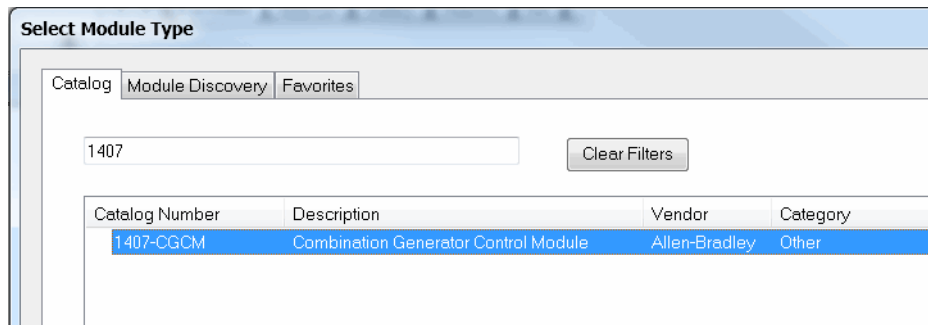 Select Module Type
Catalog Module Discovery Favorites
1407 Clear Filters
Catalog Number Description Vendor Category
1407-CGCM Combination Generator Control Module Allen-Bradley Other